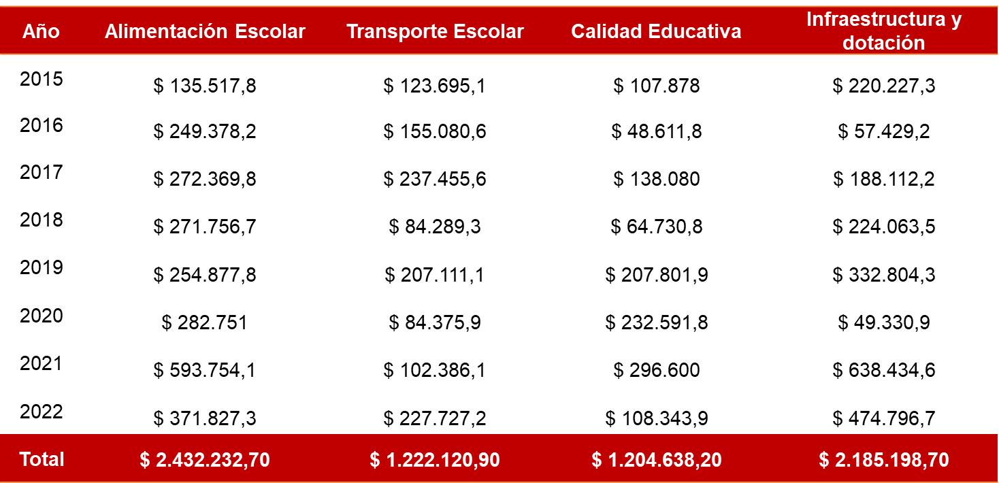 Año Alimentación Escolar Transporte Escolar Calidad Educativa Infraestructura y
dotación
2015 $ 135.517,8 $ 123.695,1 $ 107.878 $ 220.227,3
2016 $ 249.378,2 $ 155.080,6 $ 48.611,8 $ 57.429,2
2017 $ 272.369,8 $ 237.455,6 $ 138.080 $ 188.112,2
2018 $ 271.756,7 $ 84.289,3 $ 64.730,8 $ 224.063,5
2019 $ 254.877,8 $ 207.111,1 $ 207.801,9 $ 332.804,3
2020 $ 282.751 $ 84.375,9 $ 232.591,8 $ 49.330,9
2021 $ 593.754,1 $ 102.386,1 $ 296.600 $ 638.434,6
2022 $ 371.827,3 $ 227.727,2 $ 108.343,9 $ 474.796,7
Total $ 2.432.232,70 $ 1.222.120,90 $ 1.204.638,20 $ 2.185.198,70